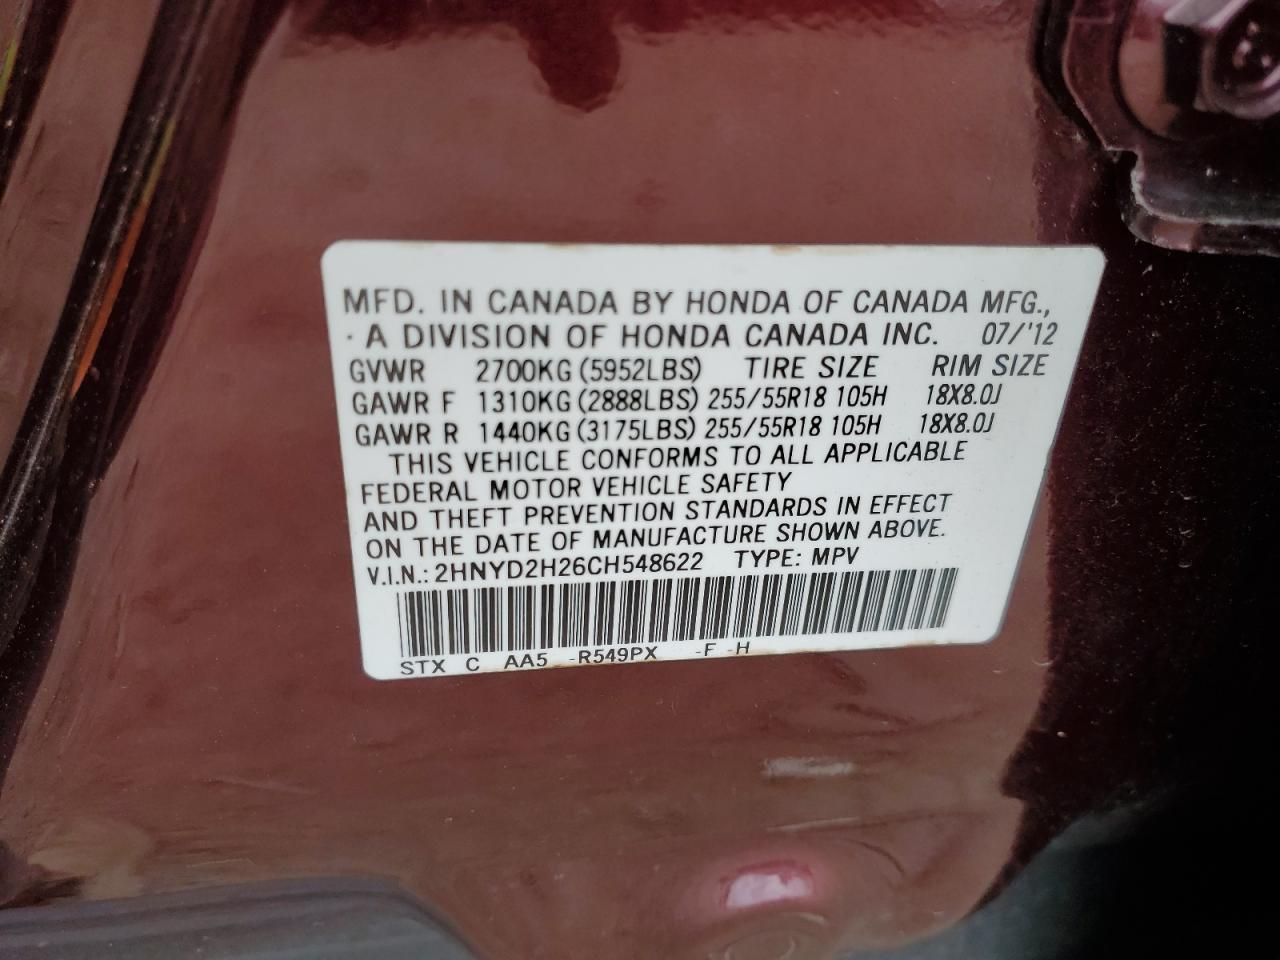 MFD. IN CANADA BY HONDA OF CANADA MFG.,
· A DIVISION OF HONDA CANADA INC. 07/'12
GVWR 2700KG (5952LBS) TIRE SIZE RIM SIZE
GAWR F 1310KG (2888LBS) 255/55R18 105H 18X8.0J
GAWR R 1440KG (3175LBS) 255/55R18 105H 18X8.0J
THIS VEHICLE CONFORMS TO ALL APPLICABLE
FEDERAL MOTOR VEHICLE SAFETY
AND THEFT PREVENTION STANDARDS IN EFFECT
ON THE DATE OF MANUFACTURE SHOWN ABOVE.
V.I.N.: 2HNYD2H26CH548622 TYPE: MPV
STX C AA5 -R549PX -F -H